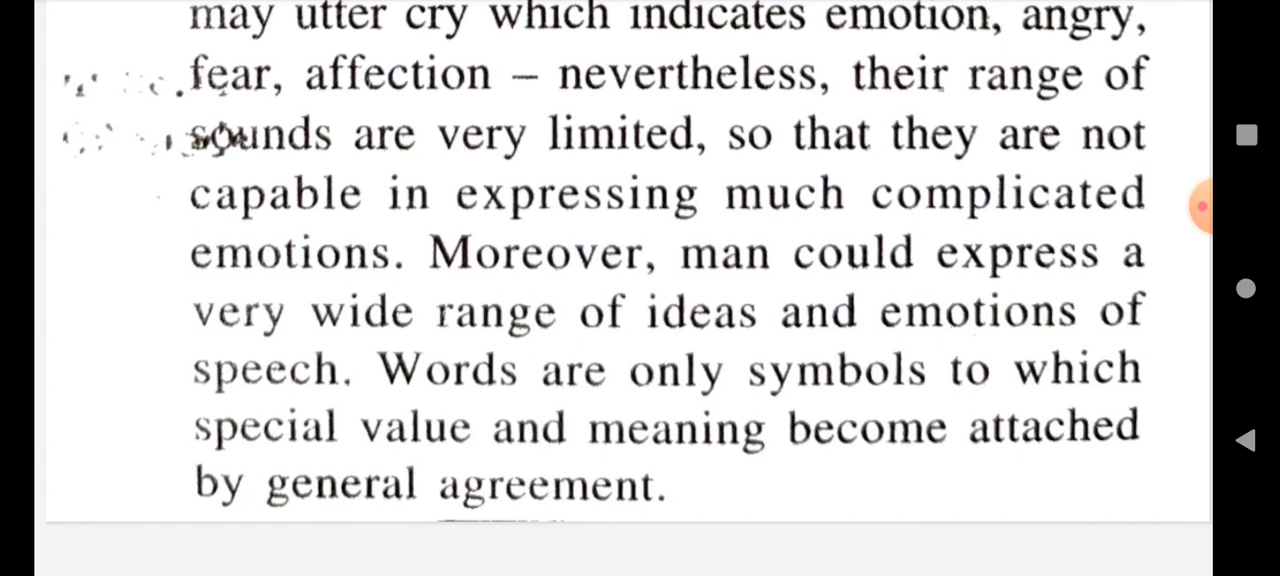 may utter cry which indicates emotion, angry,
fear, affection – nevertheless, their range of
sounds are very limited, so that they are not
capable in expressing much complicated
emotions. Moreover, man could express a
very wide range of ideas and emotions of
speech. Words are only symbols to which
special value and meaning become attached
by general agreement.